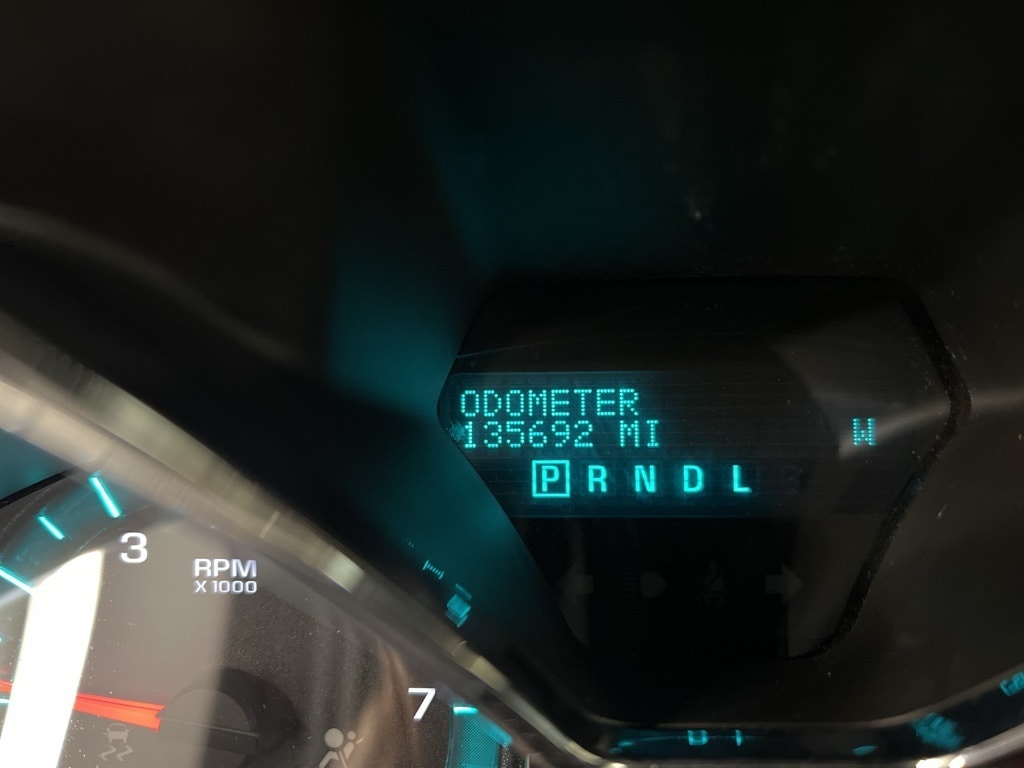 ODOMETER
135692 MI
W
P R N D L
3
RPM
X 1000
7